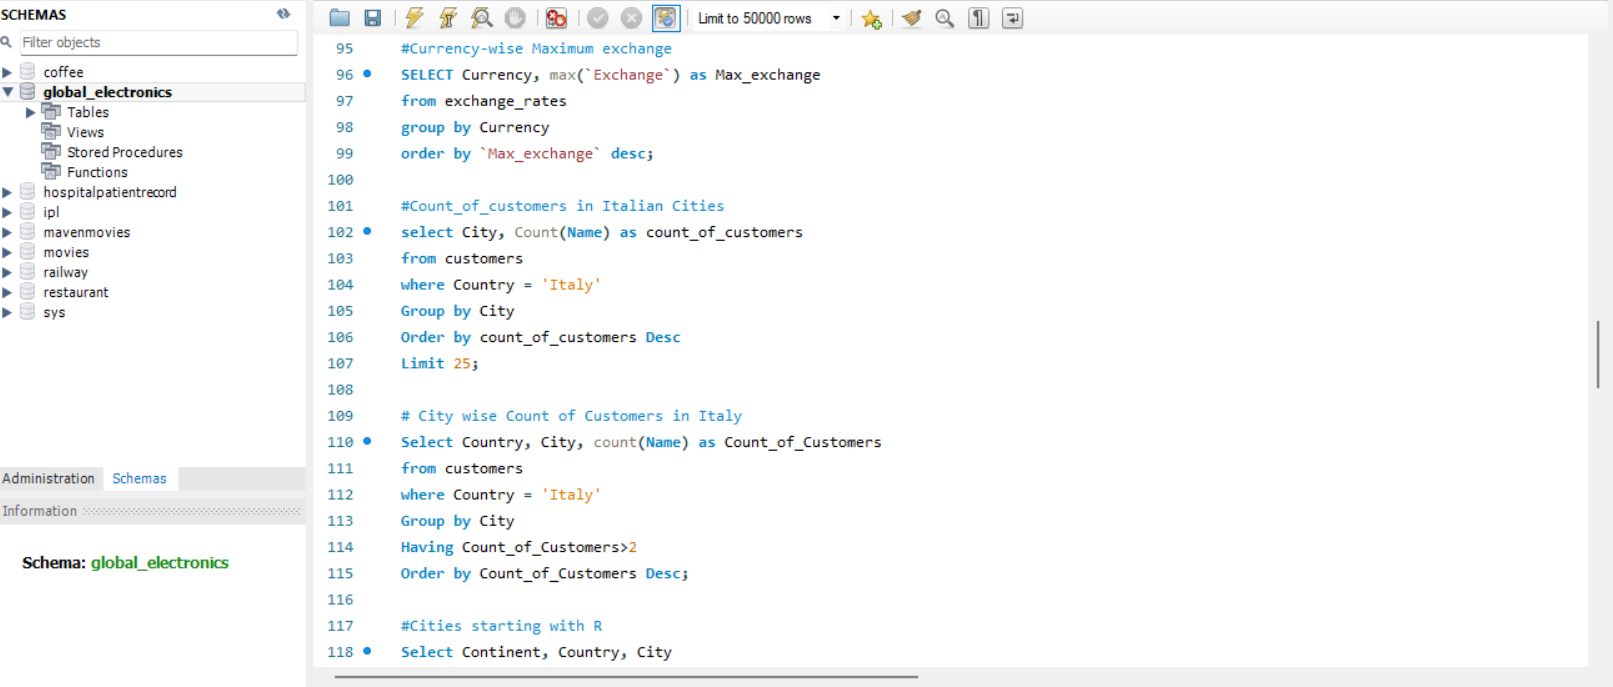 SCHEMAS
Filter objects
coffee
global_electronics
Tables
Views
Stored Procedures
Functions
hospitalpatientrecord
ipl
mavenmovies
movies
railway
restaurant
sys
Administration Schemas
Information
Schema: global_electronics
Limit to 50000 rows
95 #Currency-wise Maximum exchange
96 SELECT Currency, max(`Exchange`) as Max_exchange
97 from exchange_rates
98 group by Currency
99 order by `Max_exchange` desc;
100
101 #Count_of_customers in Italian Cities
102 select City, Count(Name) as count_of_customers
103 from customers
104 where Country = 'Italy'
105 Group by City
106 Order by count_of_customers Desc
107 Limit 25;
108
109 # City wise Count of Customers in Italy
110 Select Country, City, count(Name) as Count_of_Customers
111 from customers
112 where Country = 'Italy'
113 Group by City
114 Having Count_of_Customers>2
115 Order by Count_of_Customers Desc;
116
117 #Cities starting with R
118 Select Continent, Country, City